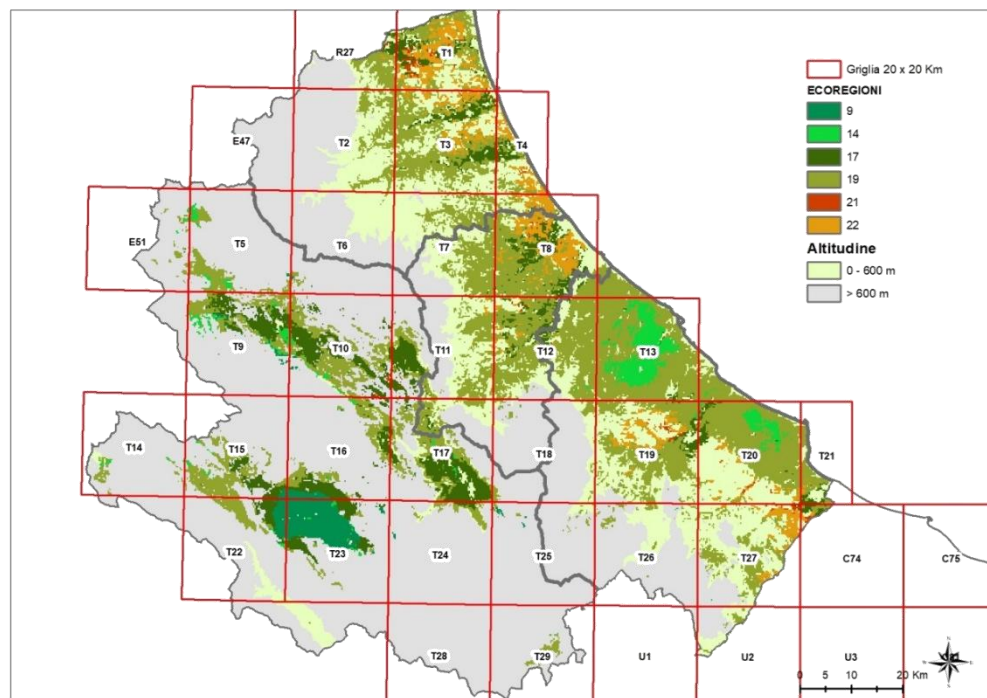 R27
T1
E47
T2
T3
T4
E51
T5
T6
T7
T8
T9
T10
T11
T12
T13
T14
T15
T16
T17
T18
T19
T20
T21
T22
T23
T24
T25
T26
T27
C74
C75
T28
T29
U1
U2
U3
Griglia 20 x 20 Km
ECOREGIONI
9
14
17
19
21
22
Altitudine
0 - 600 m
> 600 m
0 5 10 20 Km